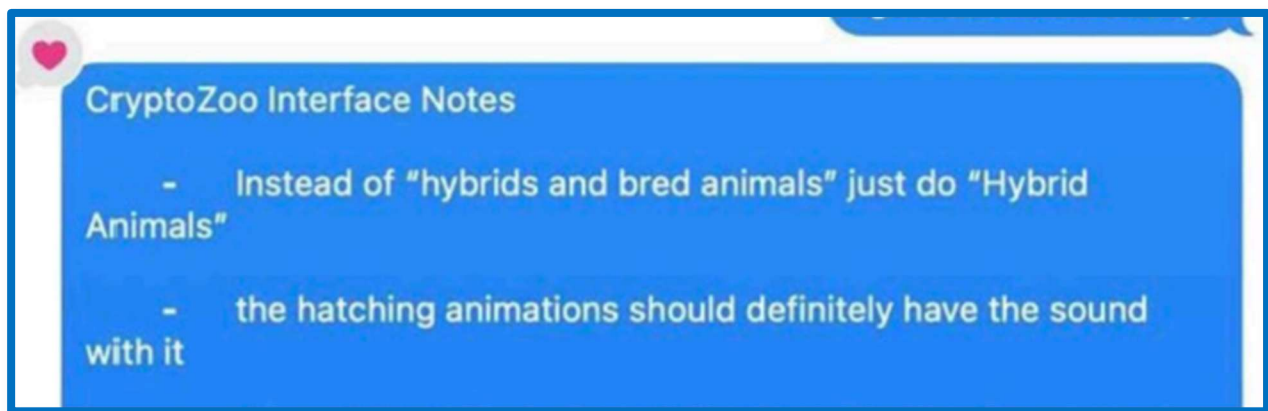 CryptoZoo Interface Notes
- Instead of "hybrids and bred animals" just do "Hybrid
Animals"
- the hatching animations should definitely have the sound
with it